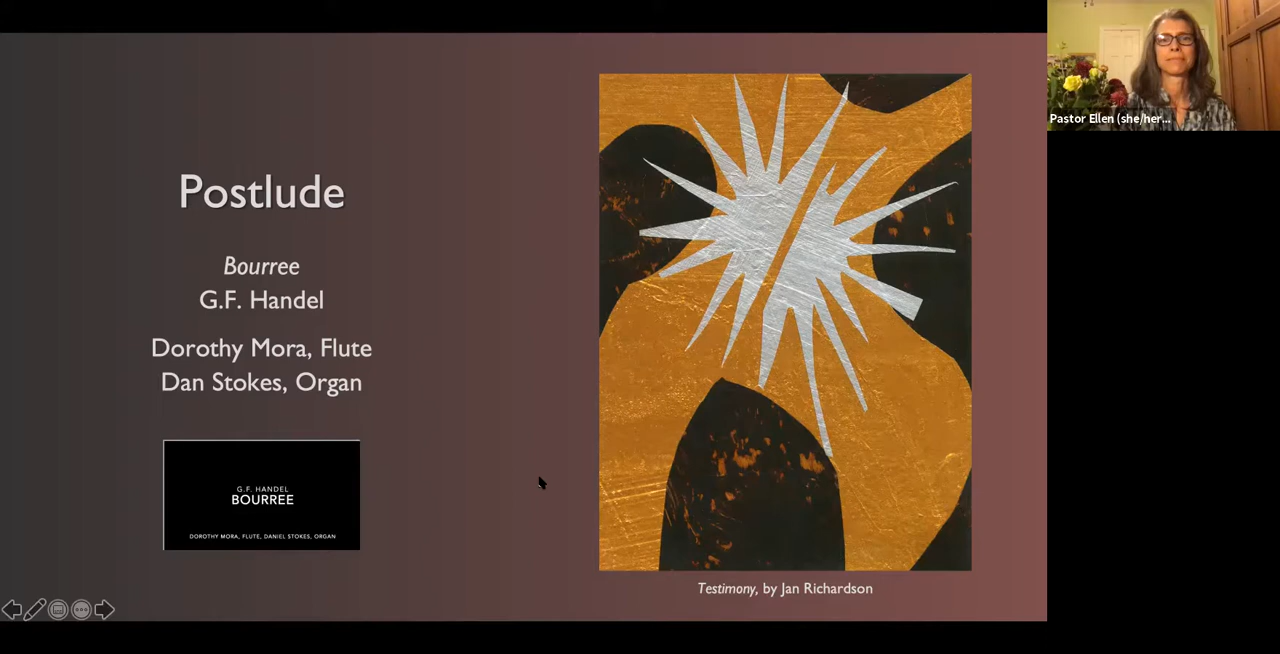 Postlude
Bourree
G.F. Handel
Dorothy Mora, Flute
Dan Stokes, Organ
G.F. HANDEL
BOURREE
DOROTHY MORA, FLUTE, DANIEL STOKES, ORGAN
Testimony, by Jan Richardson
Pastor Ellen (she/her...